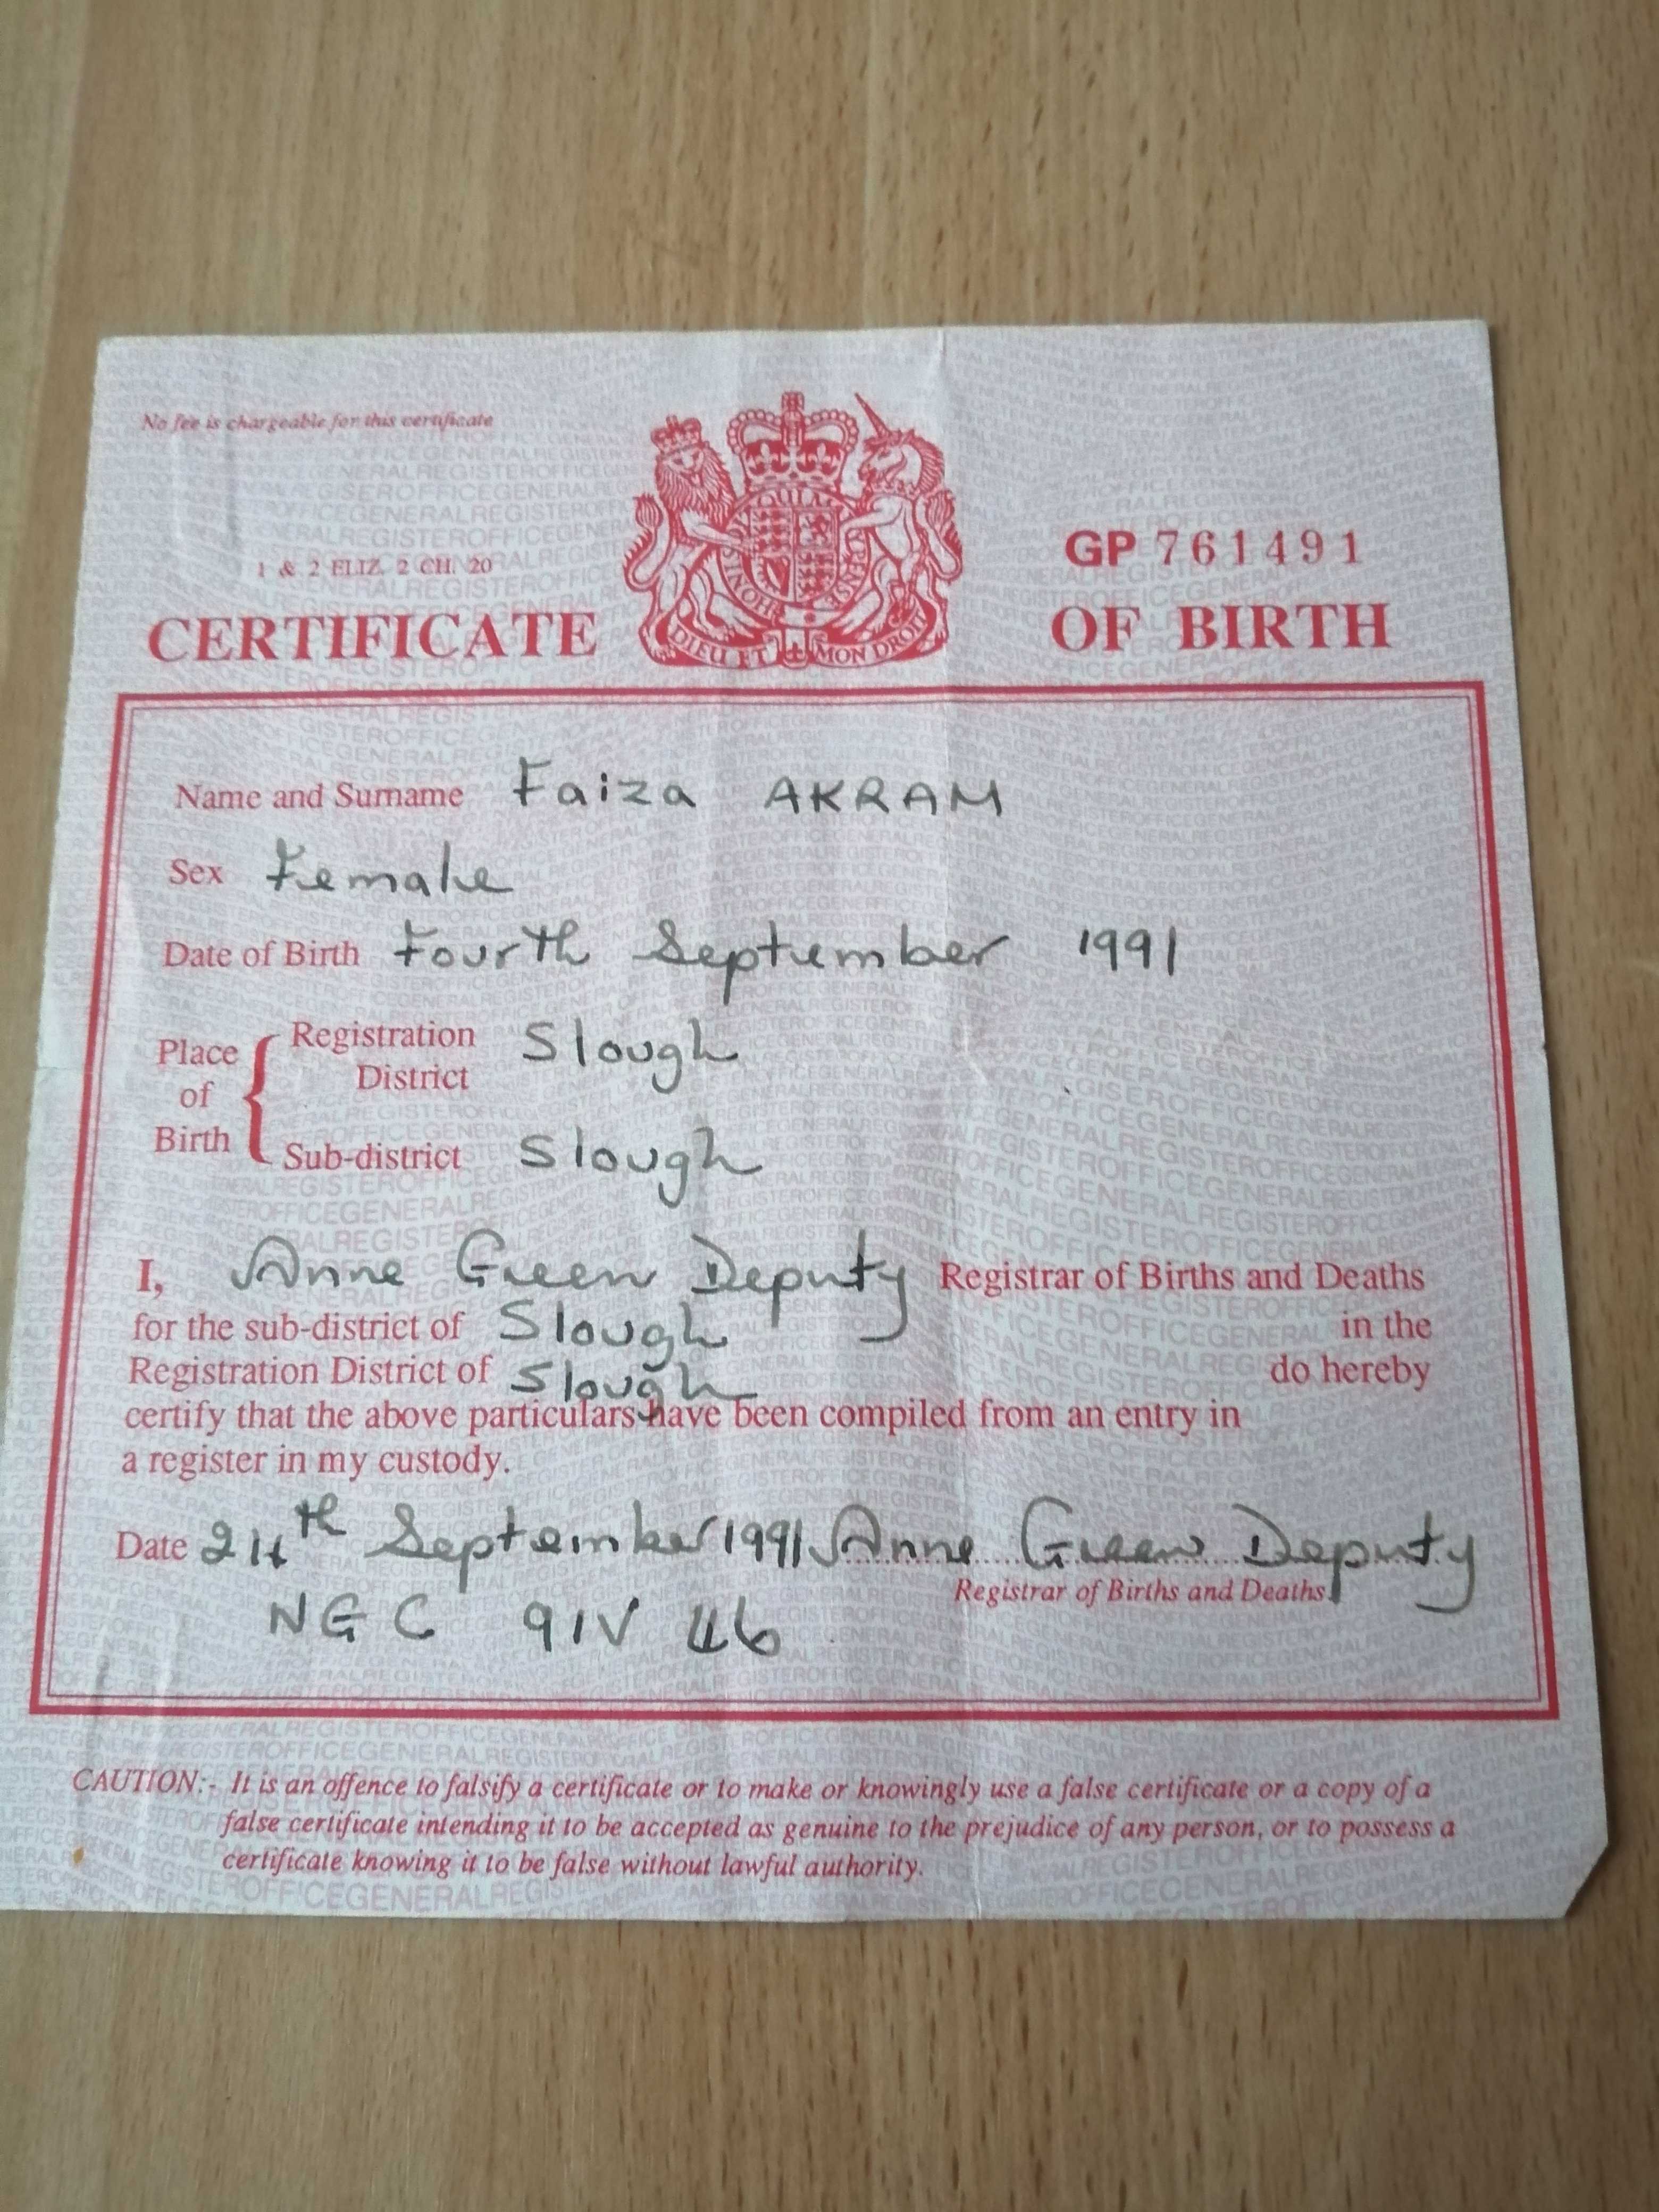 No fee is chargeable for this certificate
1 & 2 ELIZ. 2 CH. 20
GP 761491
CERTIFICATE OF BIRTH
DIEU ET MON DROIT
Name and Surname Faiza AKRAM
Sex Female
Date of Birth Fourth September 1991
Place of Birth { Registration District Slough
Sub-district Slough
I, Anne Green Deputy Registrar of Births and Deaths
for the sub-district of Slough in the
Registration District of Slough do hereby
certify that the above particulars have been compiled from an entry in
a register in my custody.
Date 24th September 1991 Anne Green Deputy
Registrar of Births and Deaths
NGC 91V 46
CAUTION:- It is an offence to falsify a certificate or to make or knowingly use a false certificate or a copy of a
false certificate intending it to be accepted as genuine to the prejudice of any person, or to possess a
certificate knowing it to be false without lawful authority.